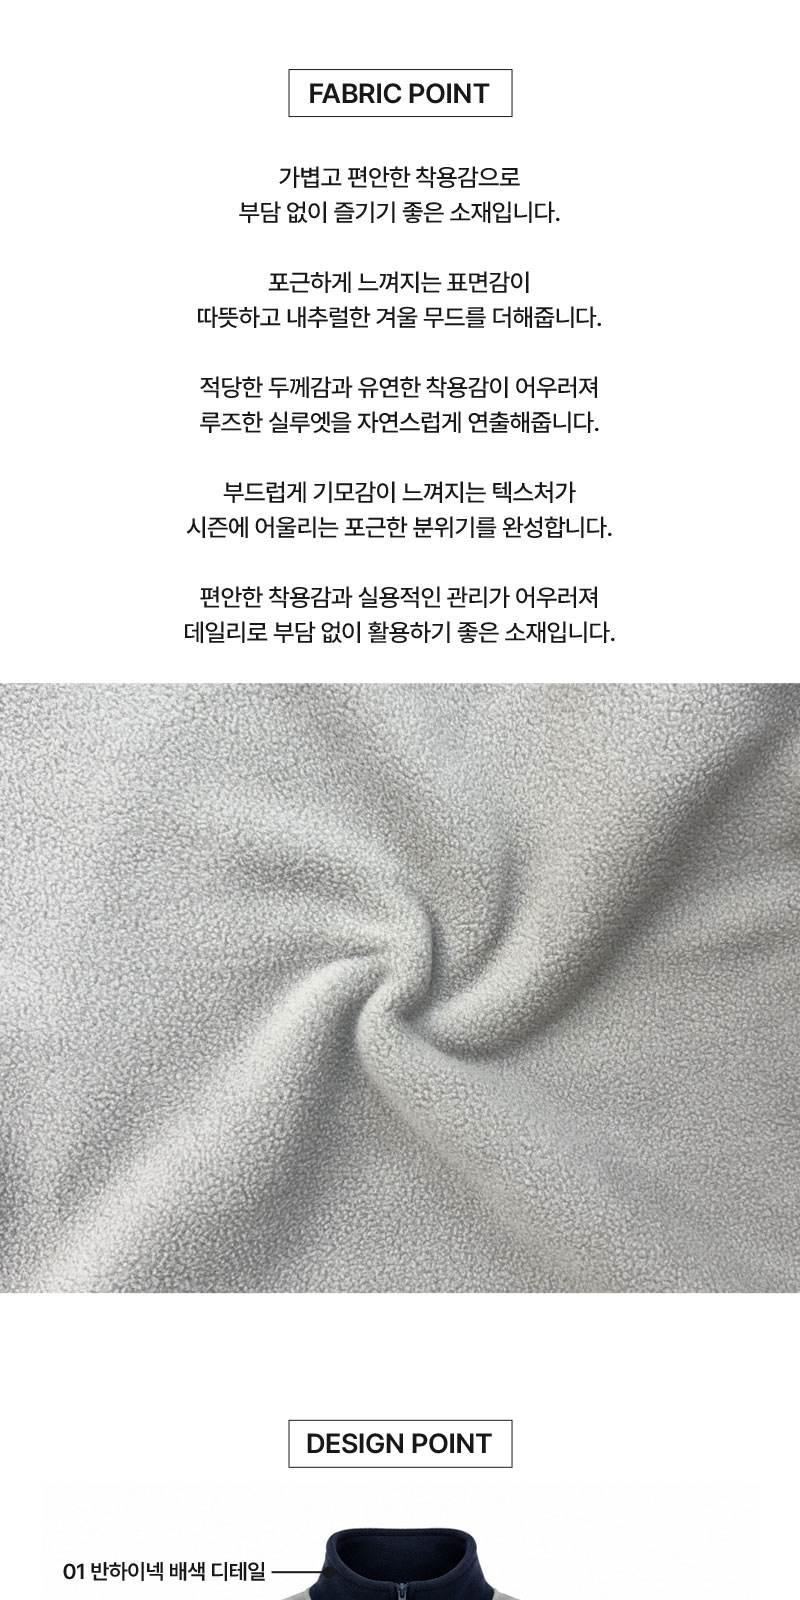 FABRIC POINT
가볍고 편안한 착용감으로
부담 없이 즐기기 좋은 소재입니다.
포근하게 느껴지는 표면감이
따뜻하고 내추럴한 겨울 무드를 더해줍니다.
적당한 두께감과 유연한 착용감이 어우러져
루즈한 실루엣을 자연스럽게 연출해줍니다.
부드럽게 기모감이 느껴지는 텍스처가
시즌에 어울리는 포근한 분위기를 완성합니다.
편안한 착용감과 실용적인 관리가 어우러져
데일리로 부담 없이 활용하기 좋은 소재입니다.
DESIGN POINT
01 반하이넥 배색 디테일